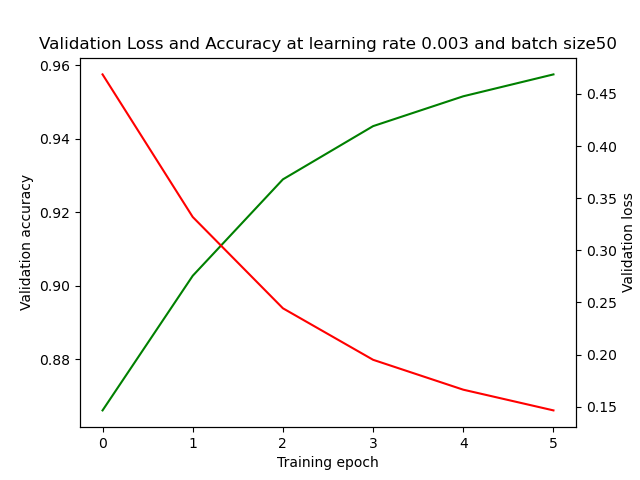 Validation Loss and Accuracy at learning rate 0.003 and batch size50
0.96
0.94
0.92
0.90
0.88
Validation accuracy
0.45
0.40
0.35
0.30
0.25
0.20
0.15
Validation loss
0 1 2 3 4 5
Training epoch